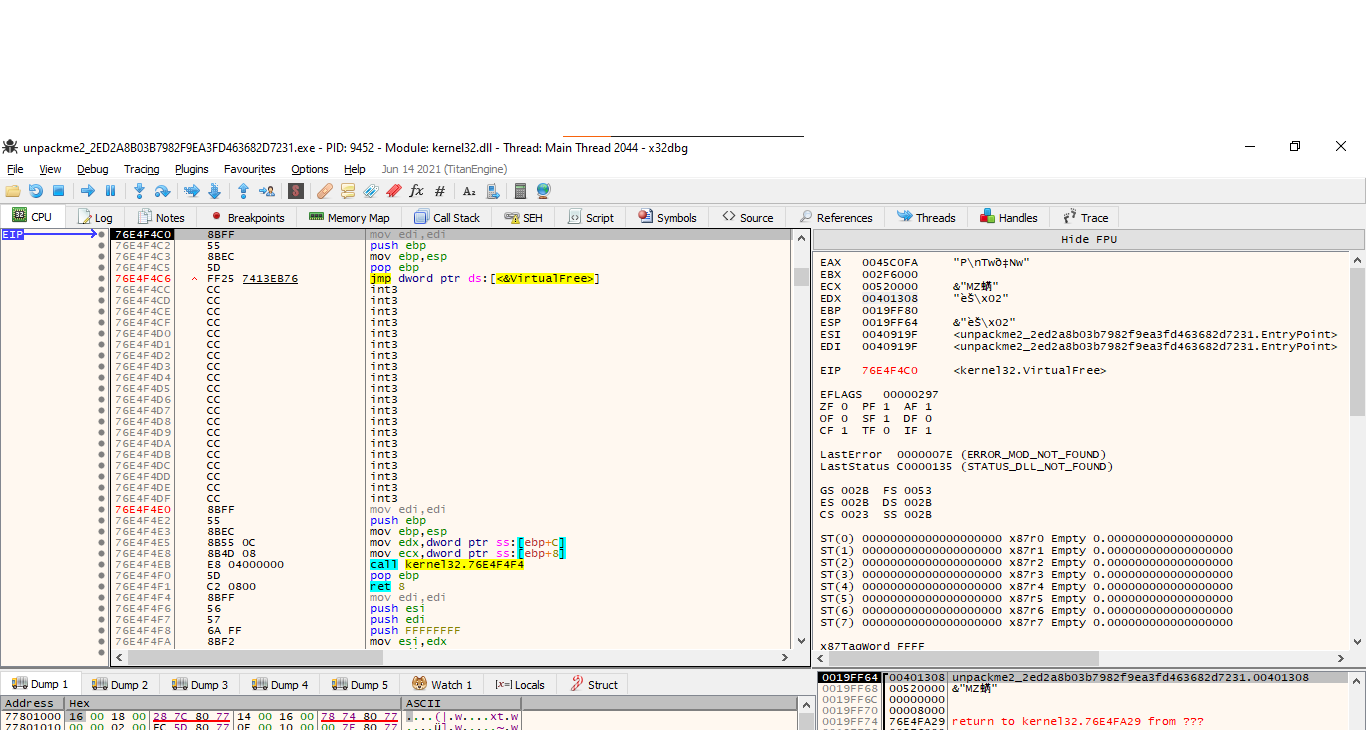 unpackme2_2ED2A8B03B7982F9EA3FD463682D7231.exe - PID: 9452 - Module: kernel32.dll - Thread: Main Thread 2044 - x32dbg
File View Debug Tracing Plugins Favourites Options Help Jun 14 2021 (TitanEngine)
CPU Log Notes Breakpoints Memory Map Call Stack SEH Script Symbols Source References Threads Handles Trace
EIP 76E4F4C0 8BFF mov edi,edi
76E4F4C2 55 push ebp
76E4F4C3 8BEC mov ebp,esp
76E4F4C5 5D pop ebp
76E4F4C6 FF25 7413EB76 jmp dword ptr ds:[<&VirtualFree>]
76E4F4CC CC int3
76E4F4CD CC int3
76E4F4CE CC int3
76E4F4CF CC int3
76E4F4D0 CC int3
76E4F4D1 CC int3
76E4F4D2 CC int3
76E4F4D3 CC int3
76E4F4D4 CC int3
76E4F4D5 CC int3
76E4F4D6 CC int3
76E4F4D7 CC int3
76E4F4D8 CC int3
76E4F4D9 CC int3
76E4F4DA CC int3
76E4F4DB CC int3
76E4F4DC CC int3
76E4F4DD CC int3
76E4F4DE CC int3
76E4F4DF CC int3
76E4F4E0 8BFF mov edi,edi
76E4F4E2 55 push ebp
76E4F4E3 8BEC mov ebp,esp
76E4F4E5 8B55 0C mov edx,dword ptr ss:[ebp+C]
76E4F4E8 8B4D 08 mov ecx,dword ptr ss:[ebp+8]
76E4F4EB E8 04000000 call kernel32.76E4F4F4
76E4F4F0 5D pop ebp
76E4F4F1 C2 0800 ret 8
76E4F4F4 8BFF mov edi,edi
76E4F4F6 56 push esi
76E4F4F7 57 push edi
76E4F4F8 6A FF push FFFFFFFF
76E4F4FA 8BF2 mov esi,edx
Hide FPU
EAX 0045C0FA "P\nTwð‡Nw"
EBX 002F6000
ECX 00520000 &"MZ蟎"
EDX 00401308 "èŠ\x02"
EBP 0019FF80
ESP 0019FF64 &"èŠ\x02"
ESI 0040919F <unpackme2_2ed2a8b03b7982f9ea3fd463682d7231.EntryPoint>
EDI 0040919F <unpackme2_2ed2a8b03b7982f9ea3fd463682d7231.EntryPoint>
EIP 76E4F4C0 <kernel32.VirtualFree>
EFLAGS 00000297
ZF 0 PF 1 AF 1
OF 0 SF 1 DF 0
CF 1 TF 0 IF 1
LastError 0000007E (ERROR_MOD_NOT_FOUND)
LastStatus C0000135 (STATUS_DLL_NOT_FOUND)
GS 002B FS 0053
ES 002B DS 002B
CS 0023 SS 002B
ST(0) 00000000000000000000 x87r0 Empty 0.000000000000000000
ST(1) 00000000000000000000 x87r1 Empty 0.000000000000000000
ST(2) 00000000000000000000 x87r2 Empty 0.000000000000000000
ST(3) 00000000000000000000 x87r3 Empty 0.000000000000000000
ST(4) 00000000000000000000 x87r4 Empty 0.000000000000000000
ST(5) 00000000000000000000 x87r5 Empty 0.000000000000000000
ST(6) 00000000000000000000 x87r6 Empty 0.000000000000000000
ST(7) 00000000000000000000 x87r7 Empty 0.000000000000000000
x87TagWord FFFF
Dump 1 Dump 2 Dump 3 Dump 4 Dump 5 Watch 1 [x=] Locals Struct
Address Hex ASCII
77801000 16 00 18 00 28 7C 80 77 14 00 16 00 78 74 80 77 ....(|.w....xt.w
77801010 00 00 02 00
0019FF64 00401308 unpackme2_2ed2a8b03b7982f9ea3fd463682d7231.00401308
0019FF68 00520000 &"MZ蟎"
0019FF6C 00000000
0019FF70 00008000
0019FF74 76E4FA29 return to kernel32.76E4FA29 from ???